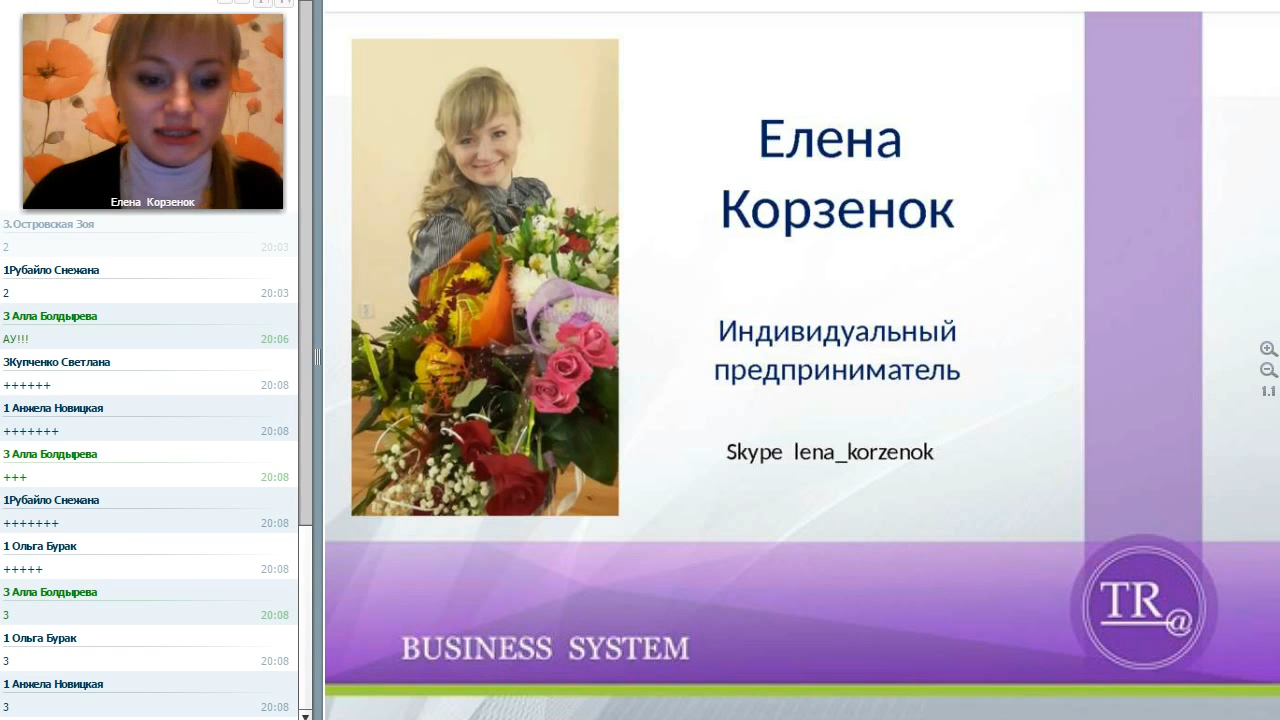 Елена Корзенок
3.Островская Зоя
2 20:03
1Рубайло Снежана
2 20:03
3 Алла Болдырева
АУ!!! 20:06
3Купченко Светлана
++++++ 20:08
1 Анжела Новицкая
+++++++ 20:08
3 Алла Болдырева
+++ 20:08
1Рубайло Снежана
+++++++ 20:08
1 Ольга Бурак
+++++ 20:08
3 Алла Болдырева
3 20:08
1 Ольга Бурак
3 20:08
1 Анжела Новицкая
3 20:08
Елена
Корзенок
Индивидуальный
предприниматель
Skype lena_korzenok
BUSINESS SYSTEM
TR@
1.1